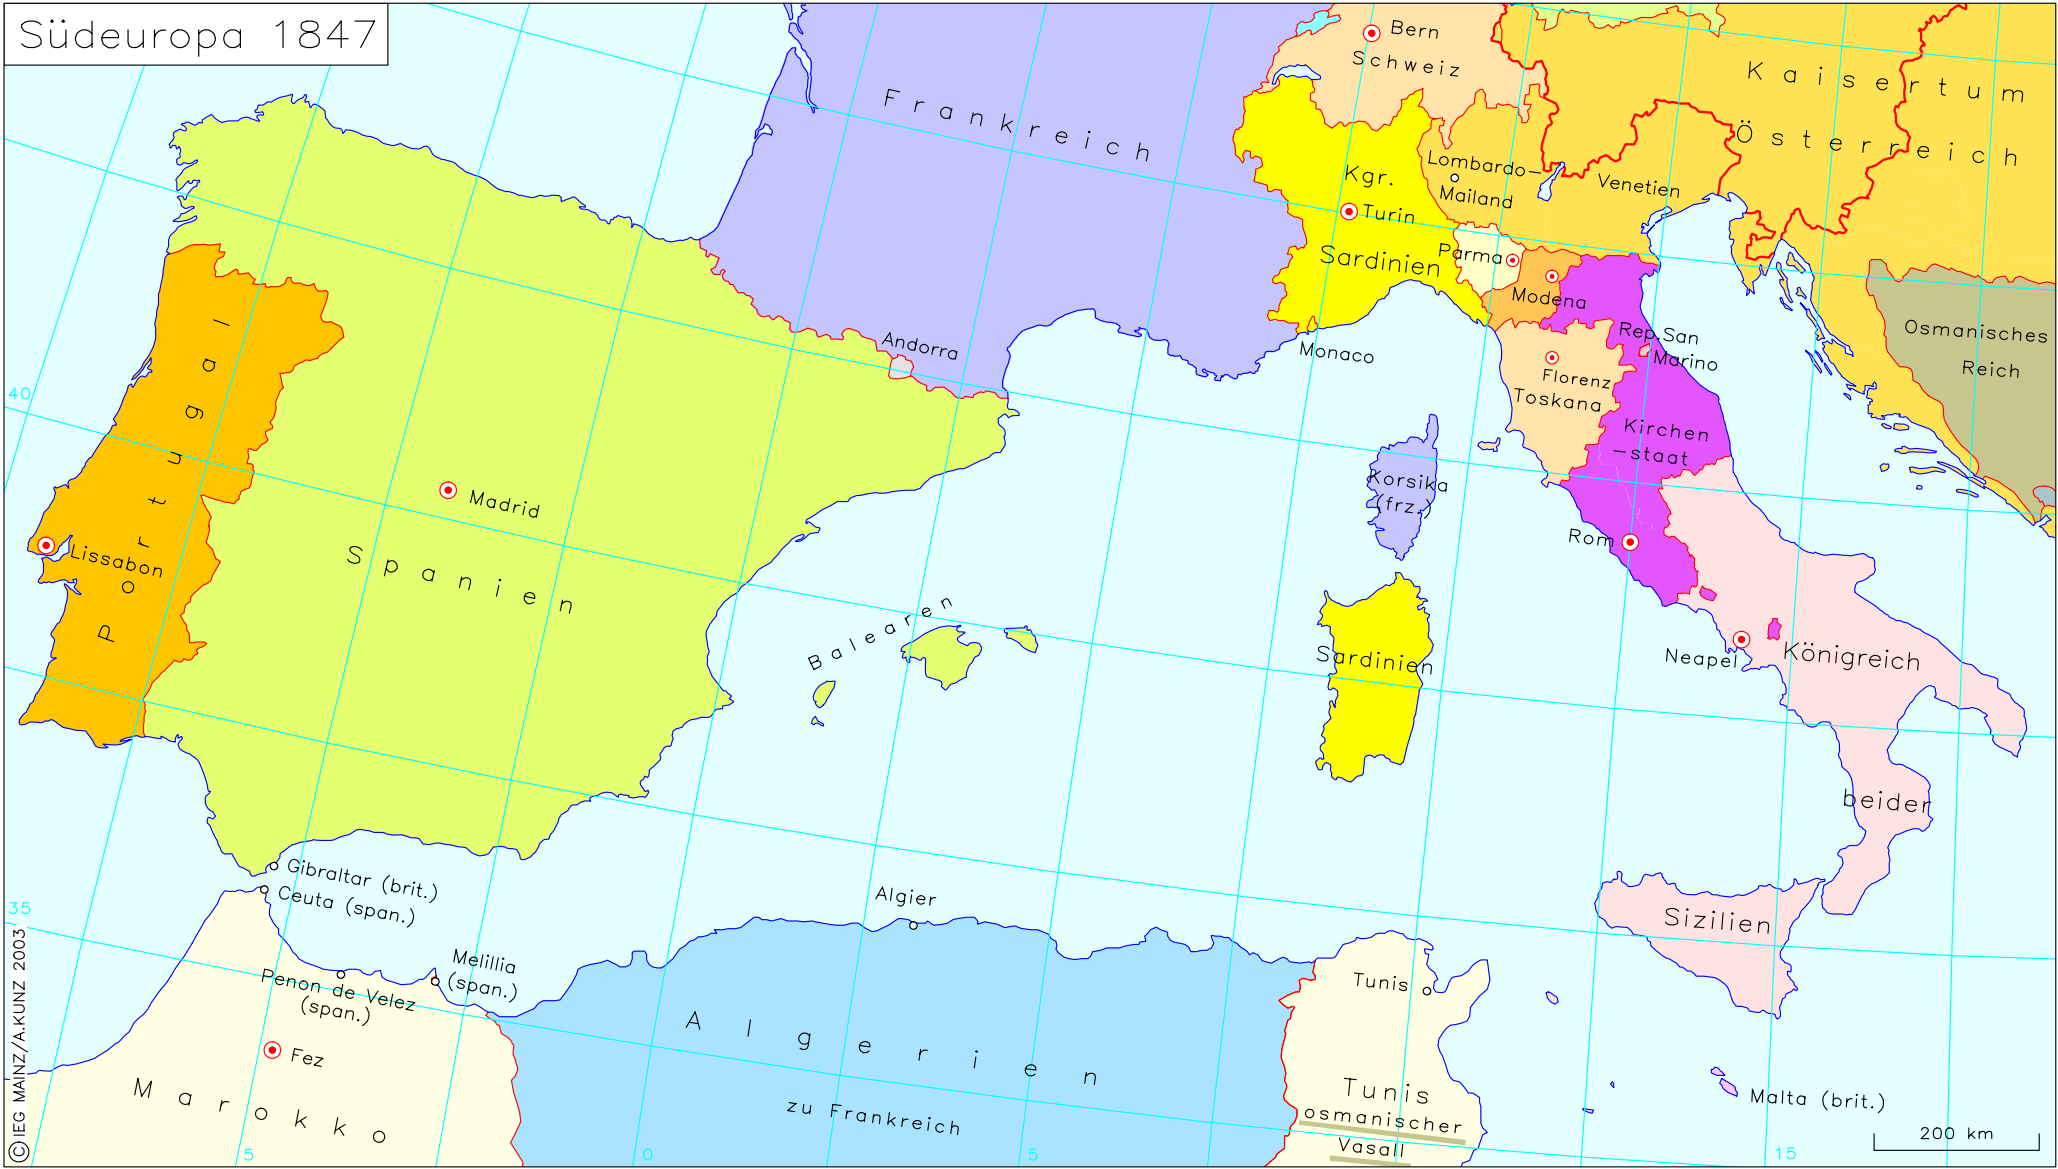 Südeuropa 1847
Bern
Schweiz
Kaisertum
Österreich
Frankreich
Lombardo-
Venetien
Mailand
Kgr.
Turin
Sardinien
Parma
Modena
Rep.San
Marino
Osmanisches
Reich
Andorra
Monaco
Florenz
Toskana
Kirchen
-staat
Korsika
(frz.)
Rom
40
Portugal
Lissabon
Madrid
Spanien
Balearen
Sardinien
Neapel
Königreich
beider
Sizilien
Gibraltar (brit.)
Ceuta (span.)
Algier
35
Melillia
(span.)
Penon de Velez
(span.)
Fez
Marokko
Algerien
zu Frankreich
Tunis
Tunis
osmanischer
Vasall
Malta (brit.)
200 km
5
0
5
15
©IEG MAINZ/A.KUNZ 2003